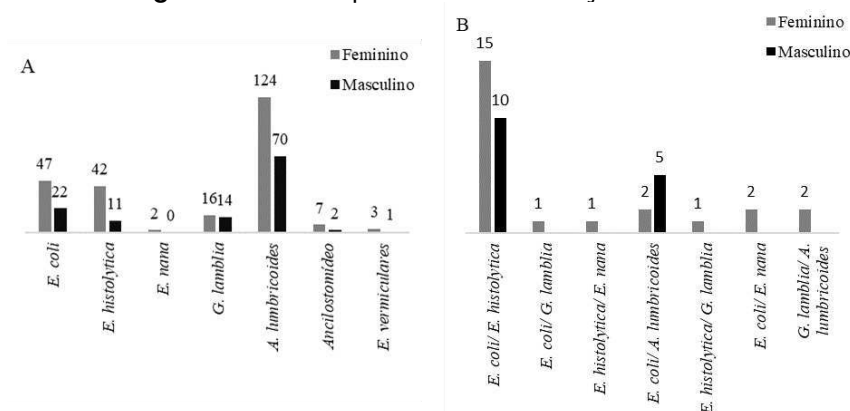 A
Feminino
Masculino
47
22
42
11
2
0
16
14
124
70
7
2
3
1
E. coli
E. histolytica
E. nana
G. lamblia
A. lumbricoides
Ancilostomídeo
E. vermiculares
B
Feminino
Masculino
15
10
1
1
2
5
1
2
2
E. coli/ E. histolytica
E. coli/ G. lamblia
E. histolytica/ E. nana
E. coli/ A. lumbricoides
E. histolytica/ G. lamblia
E. coli/ E. nana
G. lamblia/ A.
lumbricoides